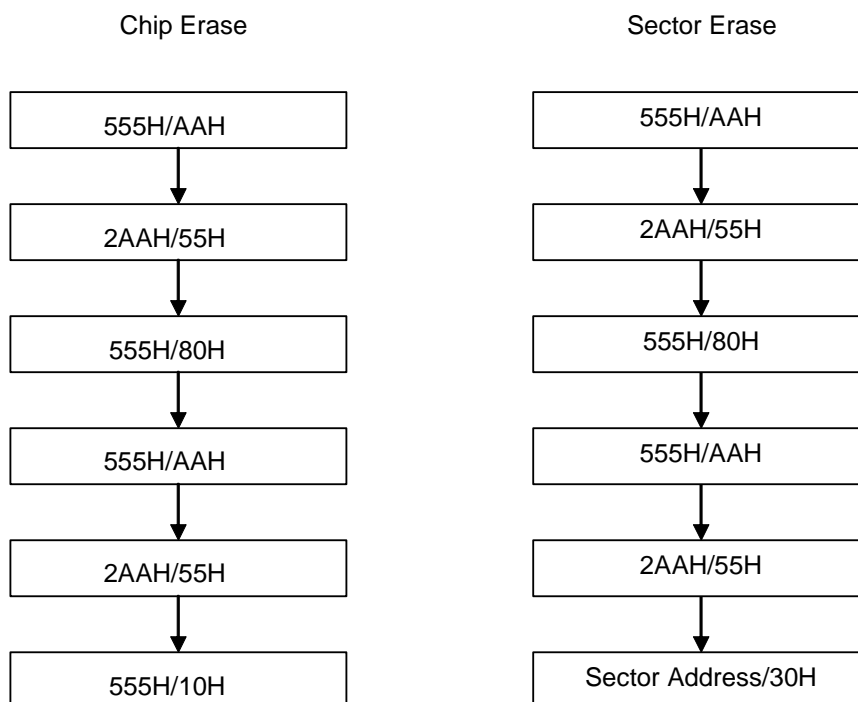 Chip Erase
555H/AAH
2AAH/55H
555H/80H
555H/AAH
2AAH/55H
555H/10H
Sector Erase
555H/AAH
2AAH/55H
555H/80H
555H/AAH
2AAH/55H
Sector Address/30H